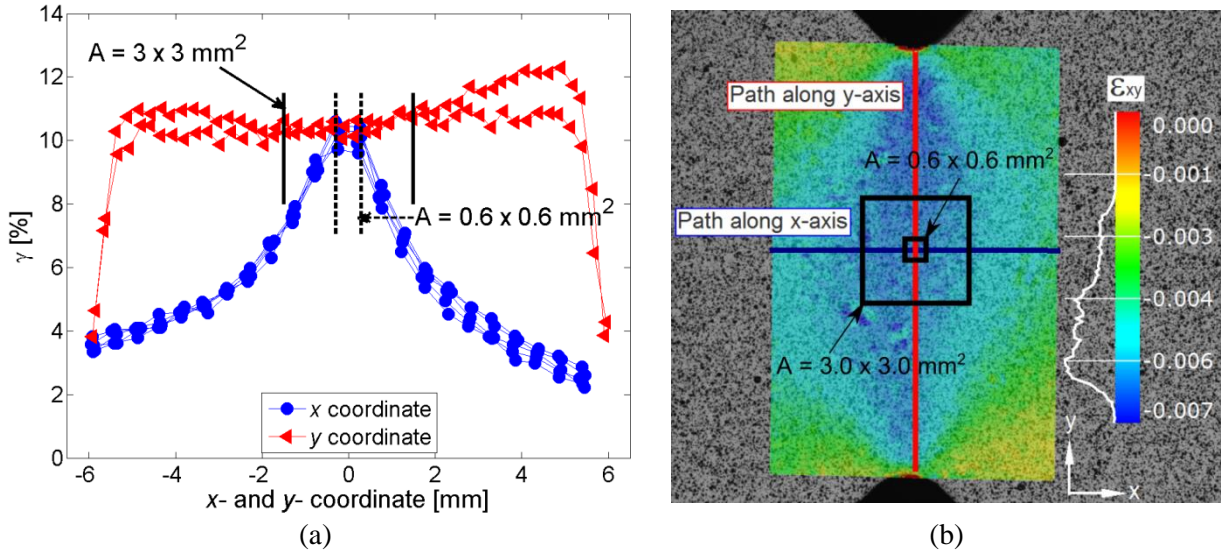 14
12
10
8
6
4
2
0
γ [%]
A = 3 x 3 mm²
A = 0.6 x 0.6 mm²
x coordinate
y coordinate
-6 -4 -2 0 2 4 6
x- and y- coordinate [mm]
(a)
Path along y-axis
A = 0.6 x 0.6 mm²
Path along x-axis
A = 3.0 x 3.0 mm²
εxy
0.000
-0.001
-0.003
-0.004
-0.006
-0.007
y
x
(b)